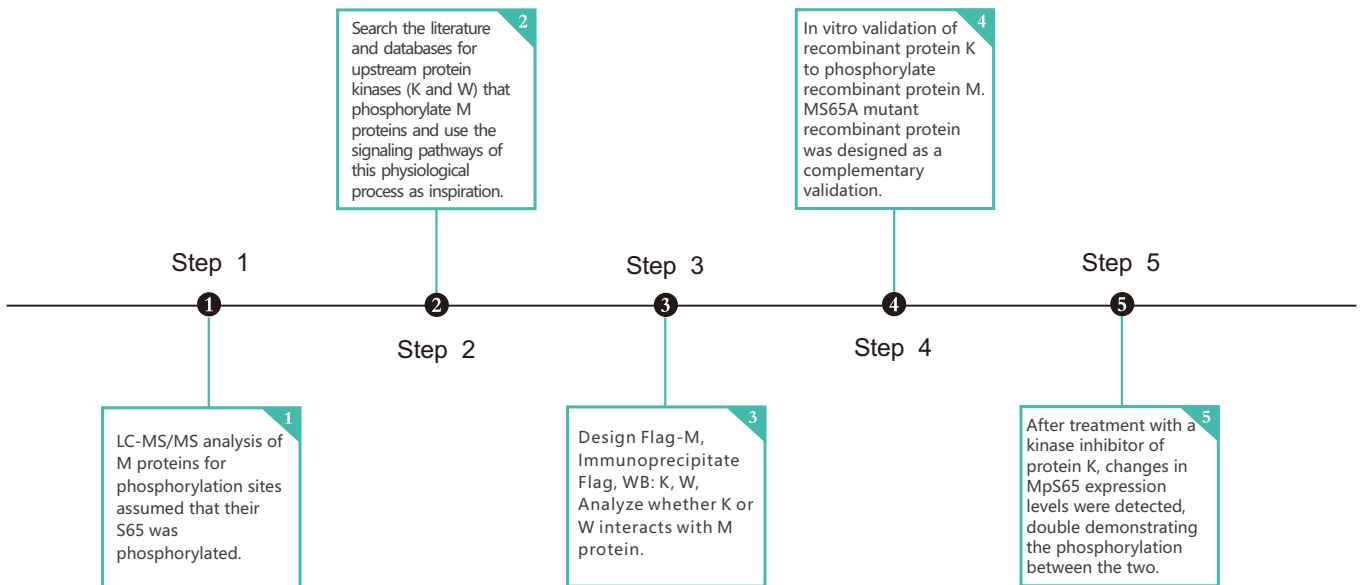 2
Search the literature
and databases for
upstream protein
kinases (K and W) that
phosphorylate M
proteins and use the
signaling pathways of
this physiological
process as inspiration.
4
In vitro validation of
recombinant protein K
to phosphorylate
recombinant protein M.
MS65A mutant
recombinant protein
was designed as a
complementary
validation.
Step 1
Step 3
Step 5
1
2
3
4
5
Step 2
Step 4
1
LC-MS/MS analysis of
M proteins for
phosphorylation sites
assumed that their
S65 was
phosphorylated.
3
Design Flag-M,
Immunoprecipitate
Flag, WB: K, W,
Analyze whether K or
W interacts with M
protein.
5
After treatment with a
kinase inhibitor of
protein K, changes in
MpS65 expression
levels were detected,
double demonstrating
the phosphorylation
between the two.